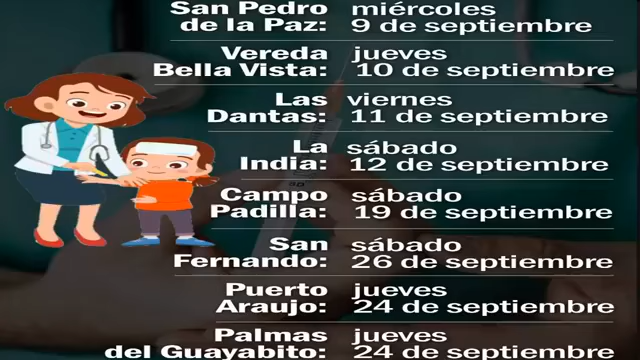 San Pedro miércoles
de la Paz: 9 de septiembre
Vereda jueves
Bella Vista: 10 de septiembre
Las viernes
Dantas: 11 de septiembre
La sábado
India: 12 de septiembre
Campo sábado
Padilla: 19 de septiembre
San sábado
Fernando: 26 de septiembre
Puerto jueves
Araujo: 24 de septiembre
Palmas jueves
del Guayabito: 24 de septiembre